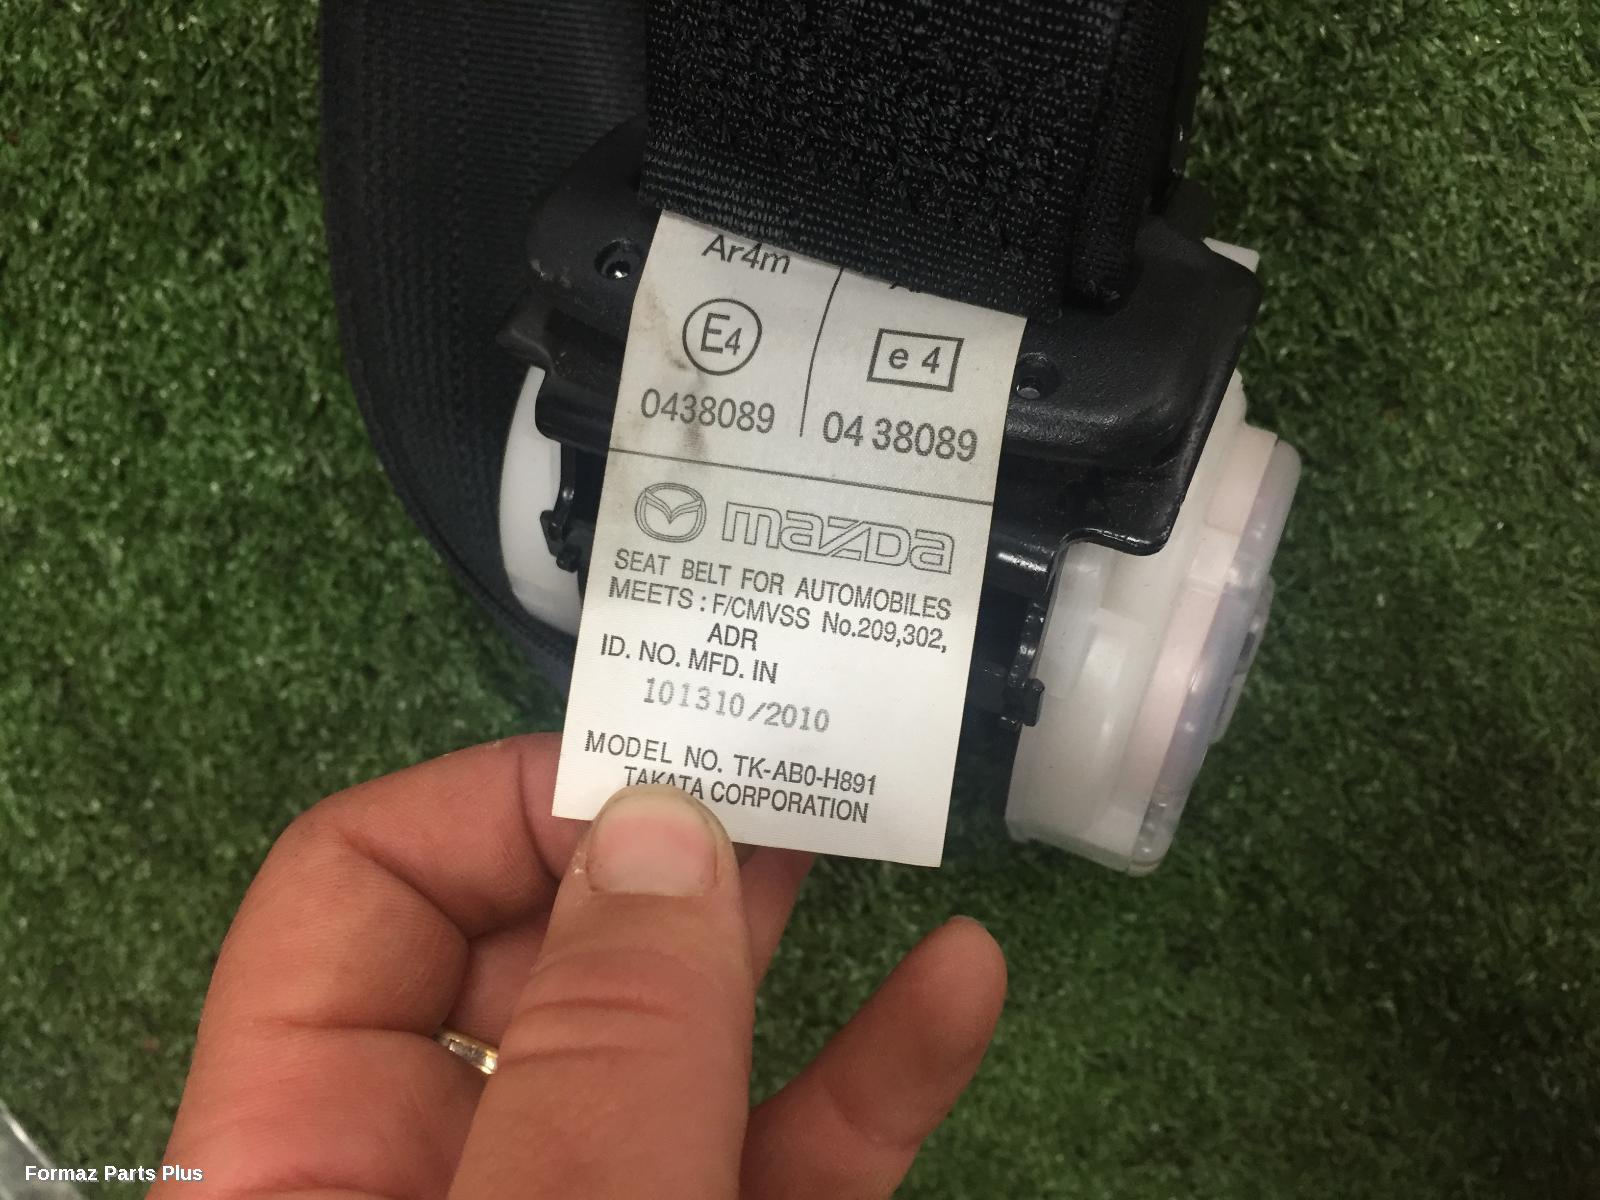 Ar4m
E4
e 4
0438089
04 38089
mazda
SEAT BELT FOR AUTOMOBILES
MEETS : F/CMVSS No.209,302,
ADR
ID. NO. MFD. IN
101310/2010
MODEL NO. TK-AB0-H891
TAKATA CORPORATION
Formaz Parts Plus